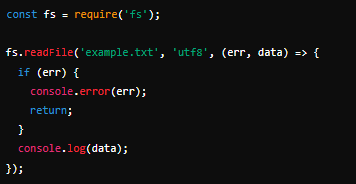 const fs = require('fs');

fs.readFile('example.txt', 'utf8', (err, data) => {
  if (err) {
    console.error(err);
    return;
  }
  console.log(data);
});